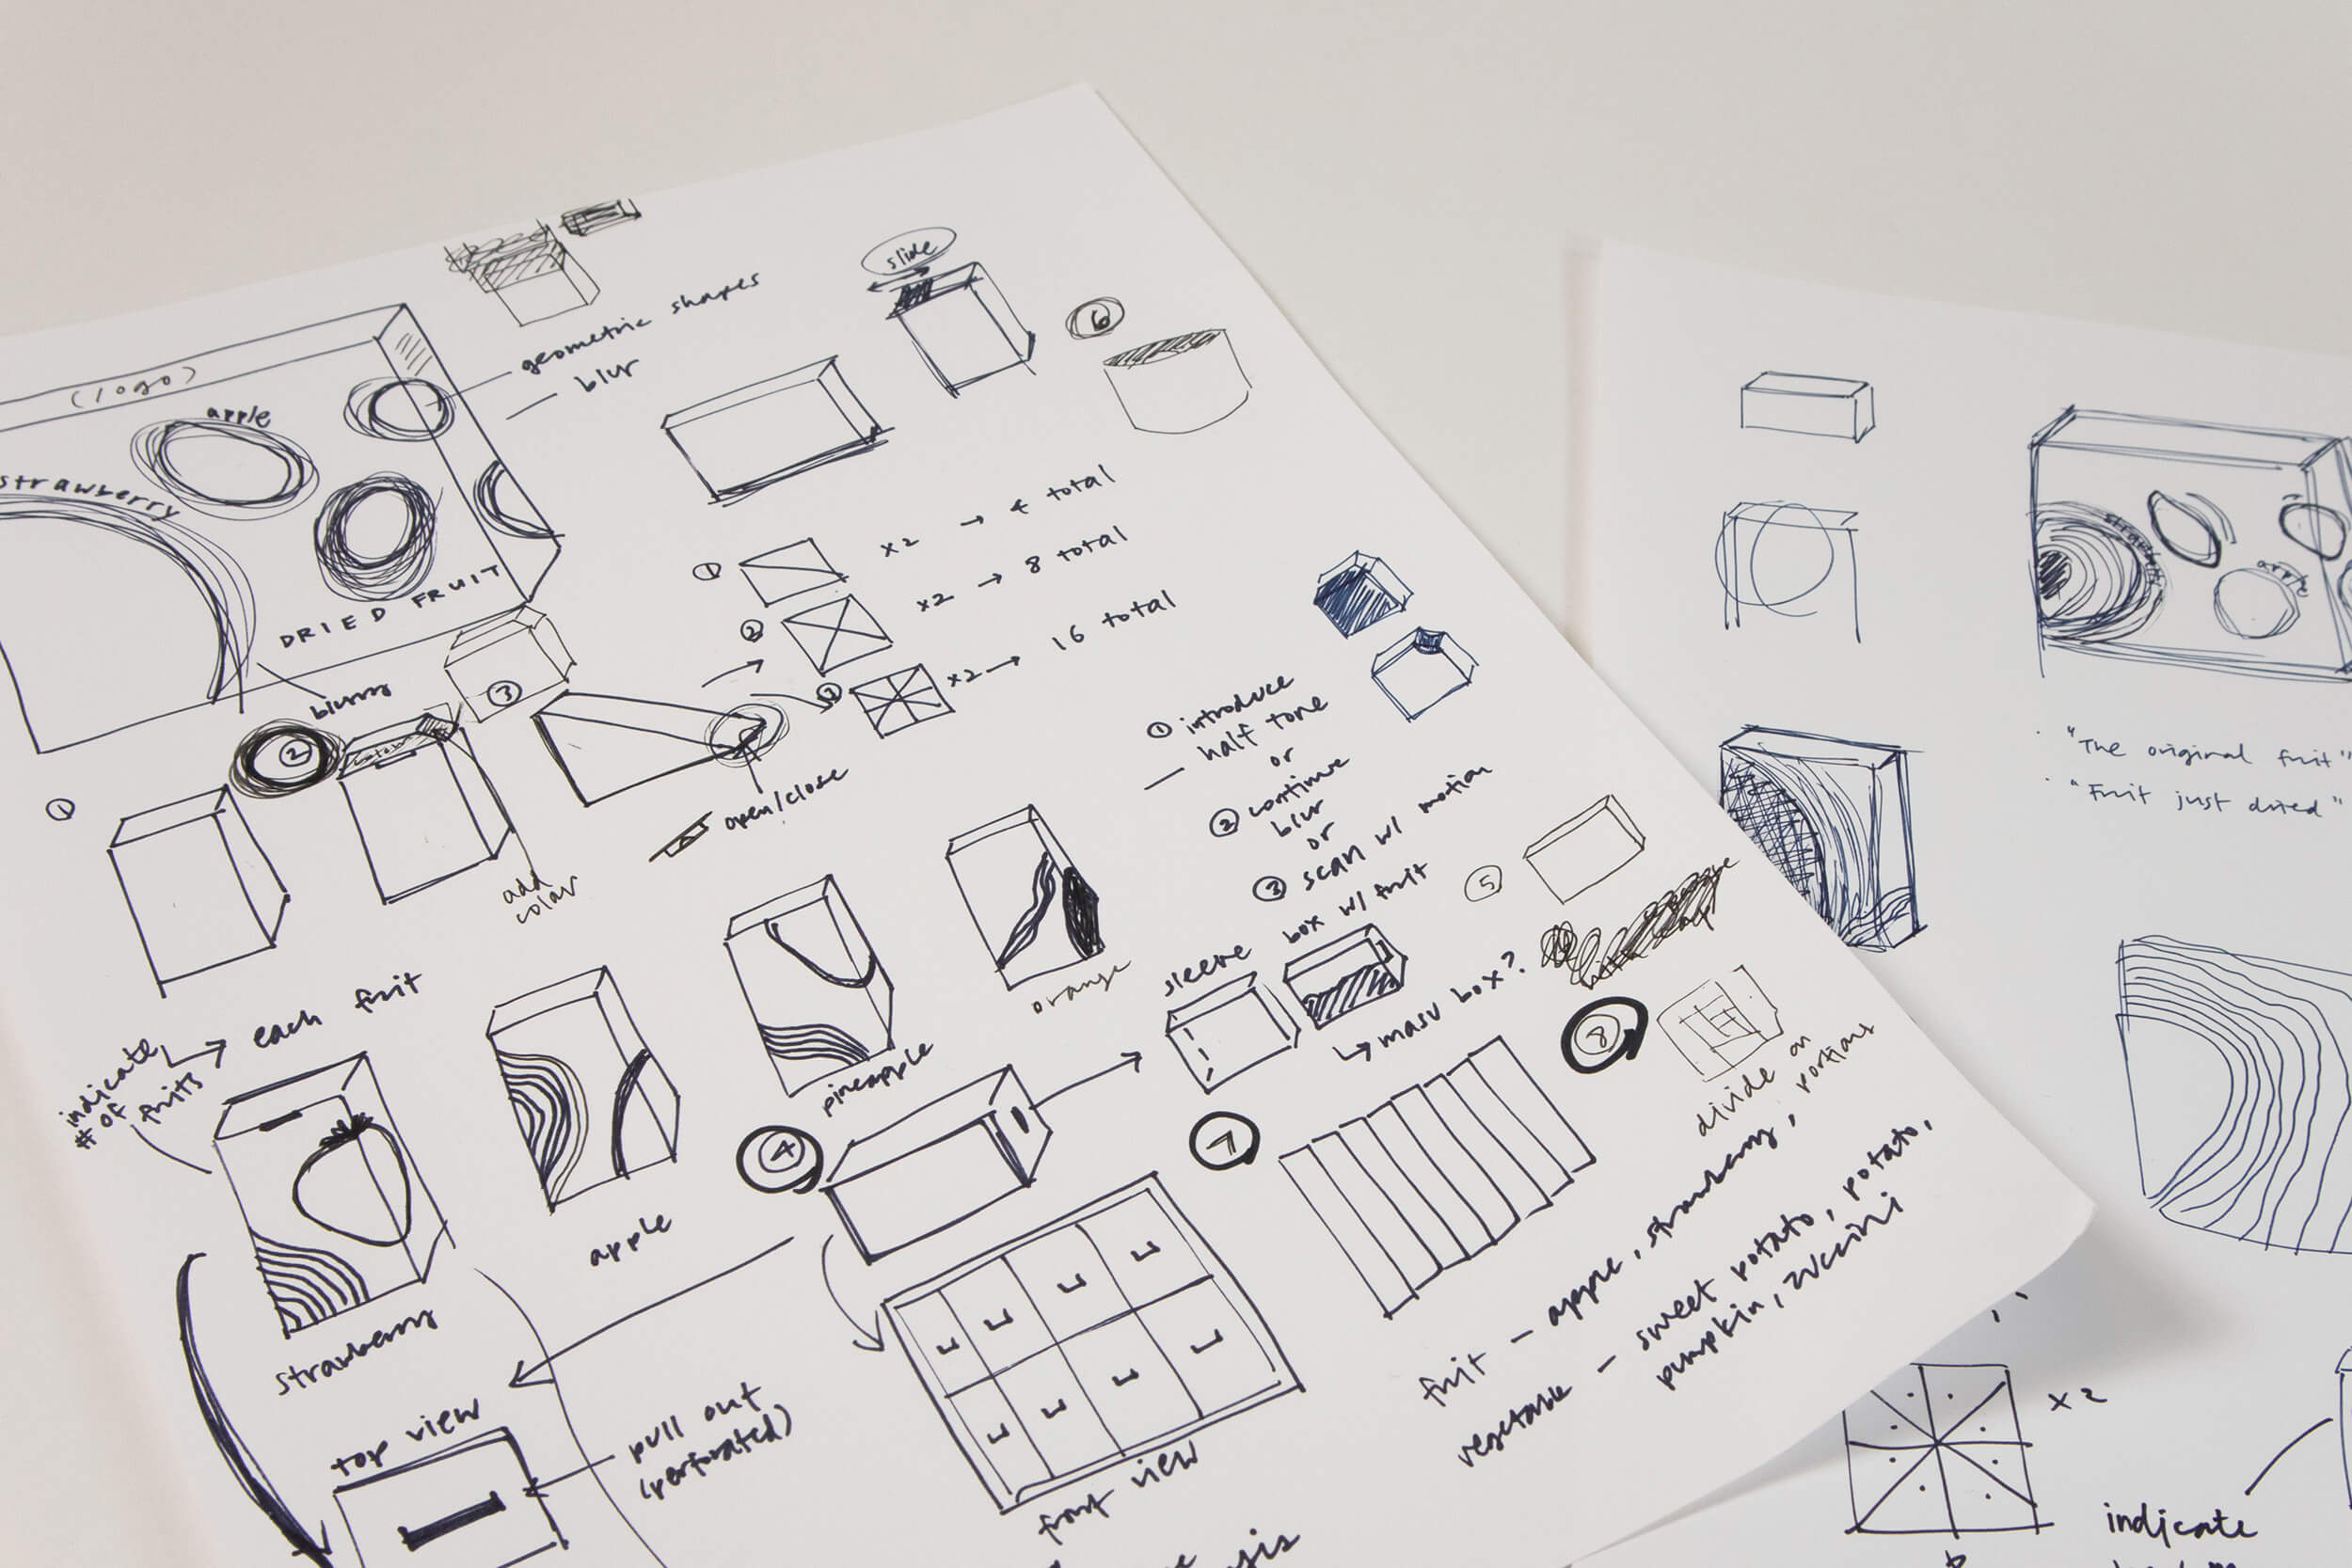 slide
geometric shapes
blur
6
(logo)
apple
strawberry
DRIED FRUIT
blurry
① x2 → 4 total
② x2 → 8 total
x2 → 16 total
3
2
①
open/close
add
color
① introduce
half tone
or
② continue
blur
or
③ scan w/ motion
5
sleeve
box w/ fruit
↳ masu box?
orange
pineapple
apple
strawberry
indicate
# of
fruits
each fruit
4
7
8
divide on
portions
fruit - apple, strawberry,
vegetable - sweet potato, potato,
pumpkin, zuccini
top view
pull out
(perforated)
front view
"The original fruit"
"Fruit just dried"
strawberry
apple
x2
indicate